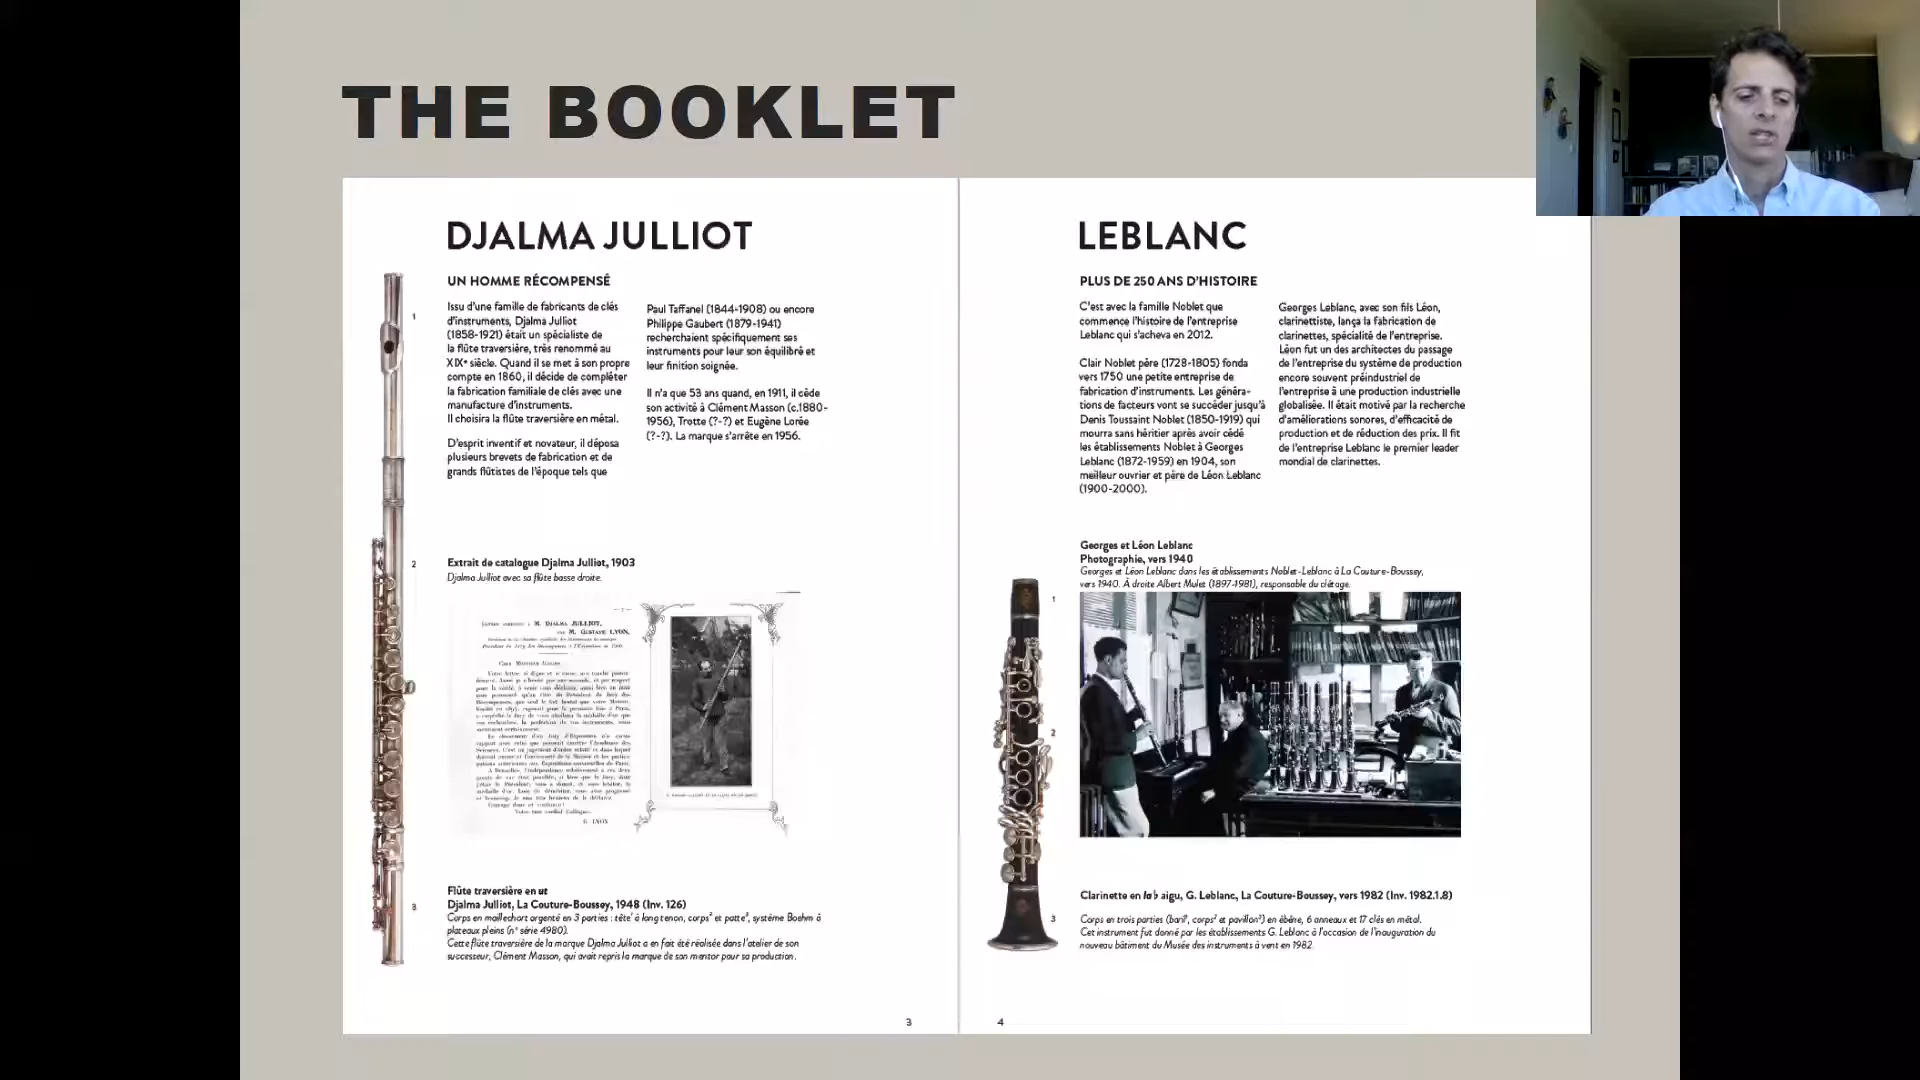 THE BOOKLET
DJALMA JULLIOT
UN HOMME RÉCOMPENSÉ
Issu d'une famille de fabricants de clés
d'instruments, Djalma Julliot
(1858-1921) était un spécialiste de
la flûte traversière, très renommé au
XIXe siècle. Quand il se met à son propre
compte en 1860, il décide de compléter
la fabrication familiale de clés avec une
manufacture d'instruments.
Il choisira la flûte traversière en métal.
D'esprit inventif et novateur, il déposa
plusieurs brevets de fabrication et de
grands flûtistes de l'époque tels que
Paul Taffanel (1844-1908) ou encore
Philippe Gaubert (1879-1941)
recherchaient spécifiquement ses
instruments pour leur son équilibré et
leur finition soignée.
Il n'a que 53 ans quand, en 1911, il cède
son activité à Clément Masson (c.1880-
1956), Trotte (?-?) et Eugène Lorée
(?-?). La marque s'arrête en 1956.
1
2
3
Extrait de catalogue Djalma Julliot, 1903
Djalma Julliot avec sa flûte basse droite.
M. DJALMA JULLIOT,
M. GUSTAVE LYON,
G. LYON
Flûte traversière en ut
Djalma Julliot, La Couture-Boussey, 1948 (Inv. 126)
Corps en maillechort argenté en 3 parties : tête¹ à long tenon, corps² et patte³, système Boehm à
plateaux pleins (n° série 4980).
Cette flûte traversière de la marque Djalma Julliot a en fait été réalisée dans l'atelier de son
successeur, Clément Masson, qui avait repris la marque de son mentor pour sa production.
3
LEBLANC
PLUS DE 250 ANS D'HISTOIRE
C'est avec la famille Noblet que
commence l'histoire de l'entreprise
Leblanc qui s'acheva en 2012.
Clair Noblet père (1728-1805) fonda
vers 1750 une petite entreprise de
fabrication d'instruments. Les généra-
tions de facteurs vont se succéder jusqu'à
Denis Toussaint Noblet (1850-1919) qui
mourra sans héritier après avoir cédé
les établissements Noblet à Georges
Leblanc (1872-1959) en 1904, son
meilleur ouvrier et père de Léon Leblanc
(1900-2000).
Georges Leblanc, avec son fils Léon,
clarinettiste, lança la fabrication de
clarinettes, spécialité de l'entreprise.
Léon fut un des architectes du passage
de l'entreprise du système de production
encore souvent préindustriel de
l'entreprise à une production industrielle
globalisée. Il était motivé par la recherche
d'améliorations sonores, d'efficacité de
production et de réduction des prix. Il fit
de l'entreprise Leblanc le premier leader
mondial de clarinettes.
Georges et Léon Leblanc
Photographie, vers 1940
Georges et Léon Leblanc dans les établissements Noblet-Leblanc à La Couture-Boussey,
vers 1940. À droite Albert Mulet (1897-1981), responsable du clétage.
1
2
3
Clarinette en la♭ aigu, G. Leblanc, La Couture-Boussey, vers 1982 (Inv. 1982.1.8)
Corps en trois parties (baril¹, corps² et pavillon³) en ébène, 6 anneaux et 17 clés en métal.
Cet instrument fut donné par les établissements G. Leblanc à l'occasion de l'inauguration du
nouveau bâtiment du Musée des instruments à vent en 1982.
4